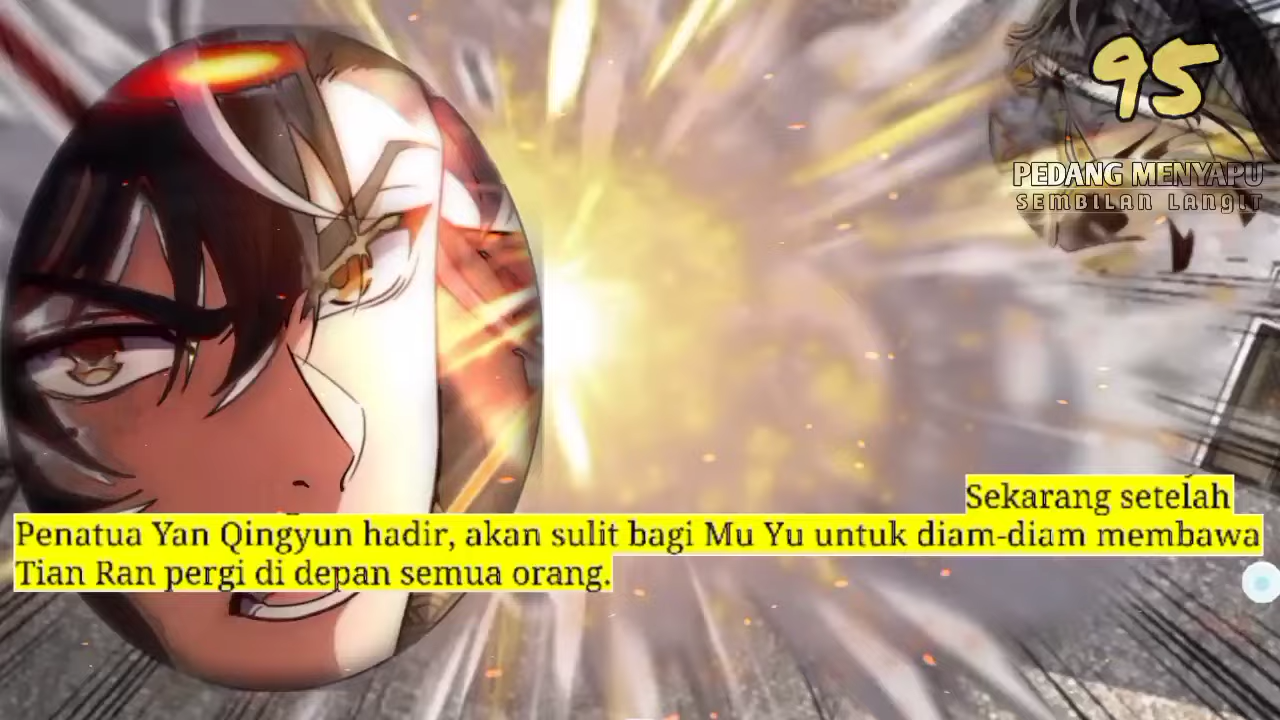 95
PEDANG MENYAPU
SEMBILAN LANGIT
Sekarang setelah
Penatua Yan Qingyun hadir, akan sulit bagi Mu Yu untuk diam-diam membawa
Tian Ran pergi di depan semua orang.